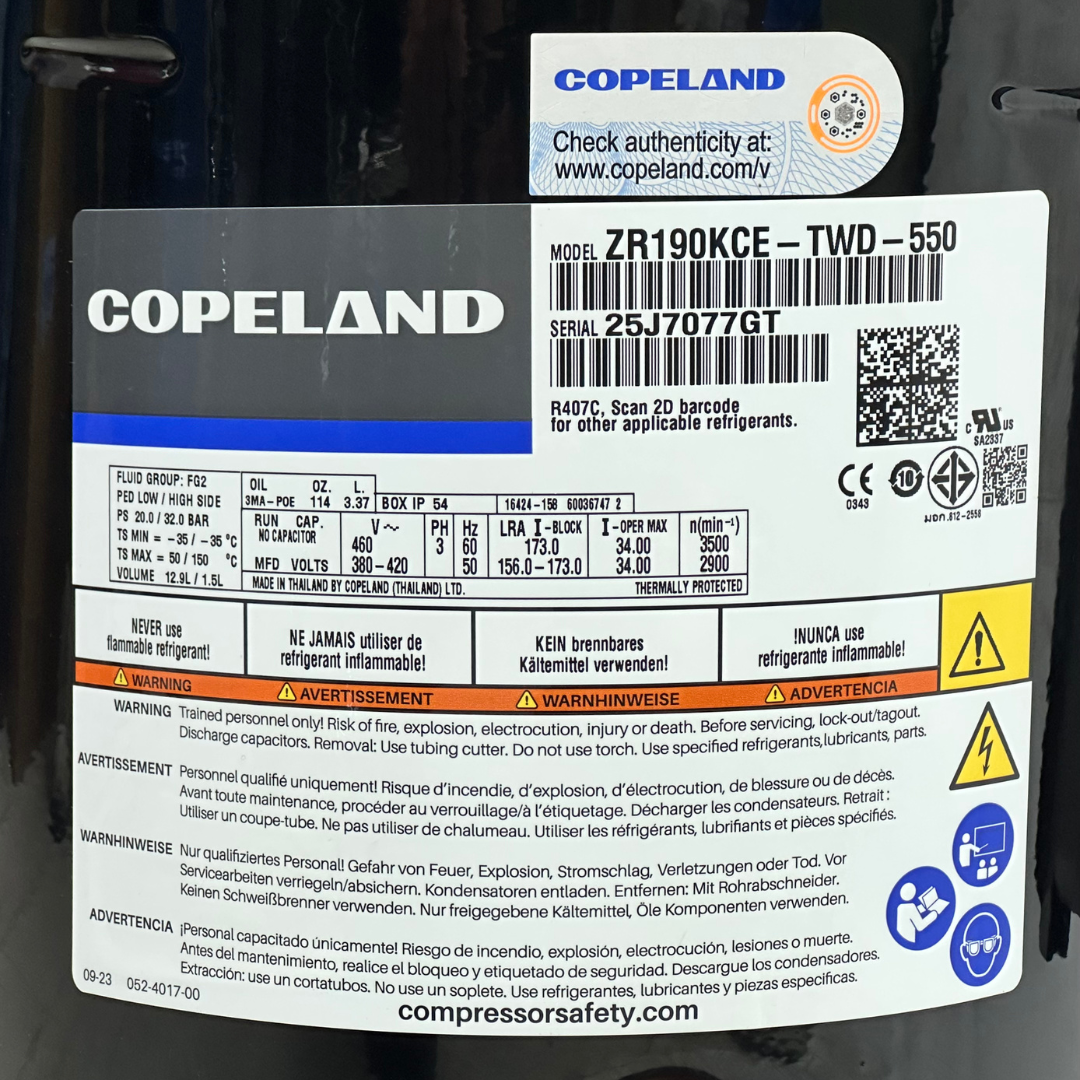 COPELAND
Check authenticity at:
www.copeland.com/v
COPELAND
MODEL ZR190KCE-TWD-550
SERIAL 25J7077GT
R407C, Scan 2D barcode
for other applicable refrigerants.
c RU us
SA2337
CE
0343
10
มอก.812-2558
FLUID GROUP: FG2
PED LOW / HIGH SIDE
PS 20.0 / 32.0 BAR
TS MIN = -35 / -35 °C
TS MAX = 50 / 150 °C
VOLUME 12.9L / 1.5L
OIL OZ. L.
3MA-POE 114 3.37
BOX IP 54
16424-158 60036747 2
RUN CAP. V~ PH Hz LRA I-BLOCK I-OPER MAX n(min⁻¹)
NO CAPACITOR 460 3 60 173.0 34.00 3500
MFD VOLTS 380-420 50 156.0-173.0 34.00 2900
MADE IN THAILAND BY COPELAND (THAILAND) LTD. THERMALLY PROTECTED
NEVER use
flammable refrigerant!
NE JAMAIS utiliser de
refrigerant inflammable!
KEIN brennbares
Kältemittel verwenden!
!NUNCA use
refrigerante inflammable!
WARNING
AVERTISSEMENT
WARNHINWEISE
ADVERTENCIA
WARNING Trained personnel only! Risk of fire, explosion, electrocution, injury or death. Before servicing, lock-out/tagout.
Discharge capacitors. Removal: Use tubing cutter. Do not use torch. Use specified refrigerants,lubricants, parts.
AVERTISSEMENT Personnel qualifié uniquement! Risque d'incendie, d'explosion, d'électrocution, de blessure ou de décès.
Avant toute maintenance, procéder au verrouillage/à l'étiquetage. Décharger les condensateurs. Retrait :
Utiliser un coupe-tube. Ne pas utiliser de chalumeau. Utiliser les réfrigérants, lubrifiants et pièces spécifiés.
WARNHINWEISE Nur qualifiziertes Personal! Gefahr von Feuer, Explosion, Stromschlag, Verletzungen oder Tod. Vor
Servicearbeiten verriegeln/absichern. Kondensatoren entladen. Entfernen: Mit Rohrabschneider.
Keinen Schweißbrenner verwenden. Nur freigegebene Kältemittel, Öle Komponenten verwenden.
ADVERTENCIA ¡Personal capacitado únicamente! Riesgo de incendio, explosión, electrocución, lesiones o muerte.
Antes del mantenimiento, realice el bloqueo y etiquetado de seguridad. Descargue los condensadores.
Extracción: use un cortatubos. No use un soplete. Use refrigerantes, lubricantes y piezas específicas.
09-23 052-4017-00
compressorsafety.com